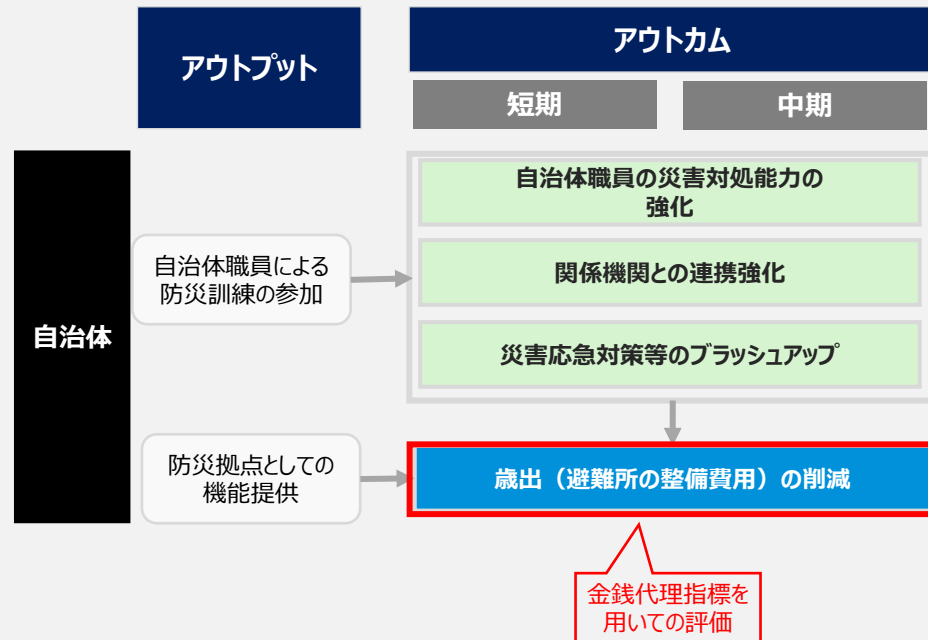 アウトプット
アウトカム
短期
中期
自治体
自治体職員による
防災訓練の参加
自治体職員の災害対処能力の
強化
関係機関との連携強化
災害応急対策等のブラッシュアップ
防災拠点としての
機能提供
歳出（避難所の整備費用）の削減
金銭代理指標を
用いての評価